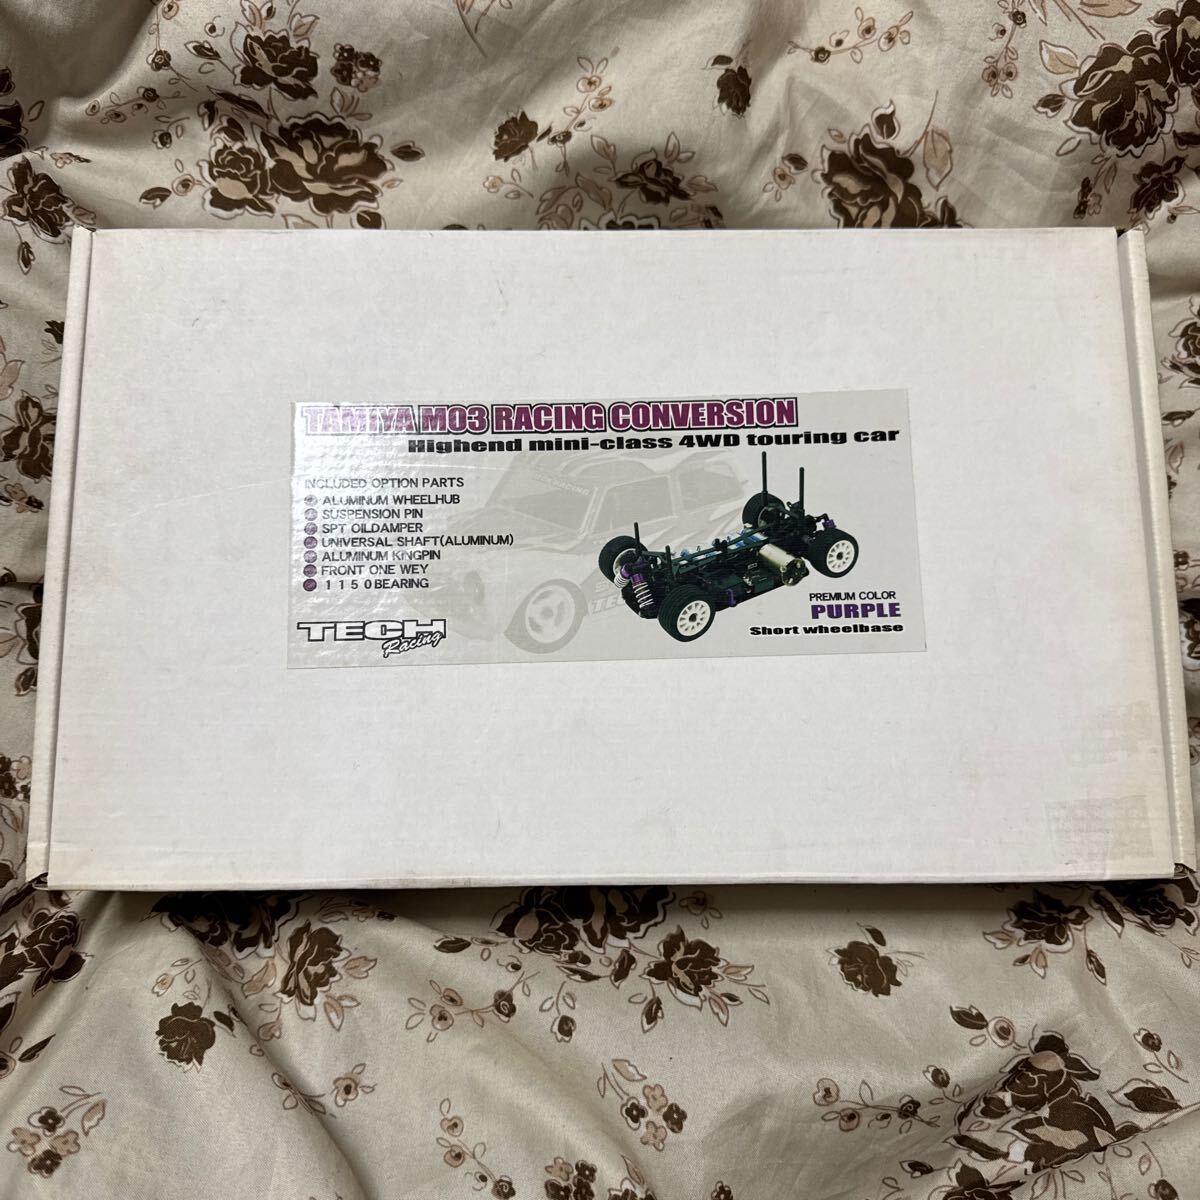 TAMIYA M03 RACING CONVERSION
Highend mini-class 4WD touring car
INCLUDED OPTION PARTS
ALUMINUM WHEELHUB
SUSPENSION PIN
SPT OILDAMPER
UNIVERSAL SHAFT(ALUMINUM)
ALUMINUM KINGPIN
FRONT ONE WEY
1150BEARING
TECH
Racing
PREMIUM COLOR
PURPLE
Short wheelbase